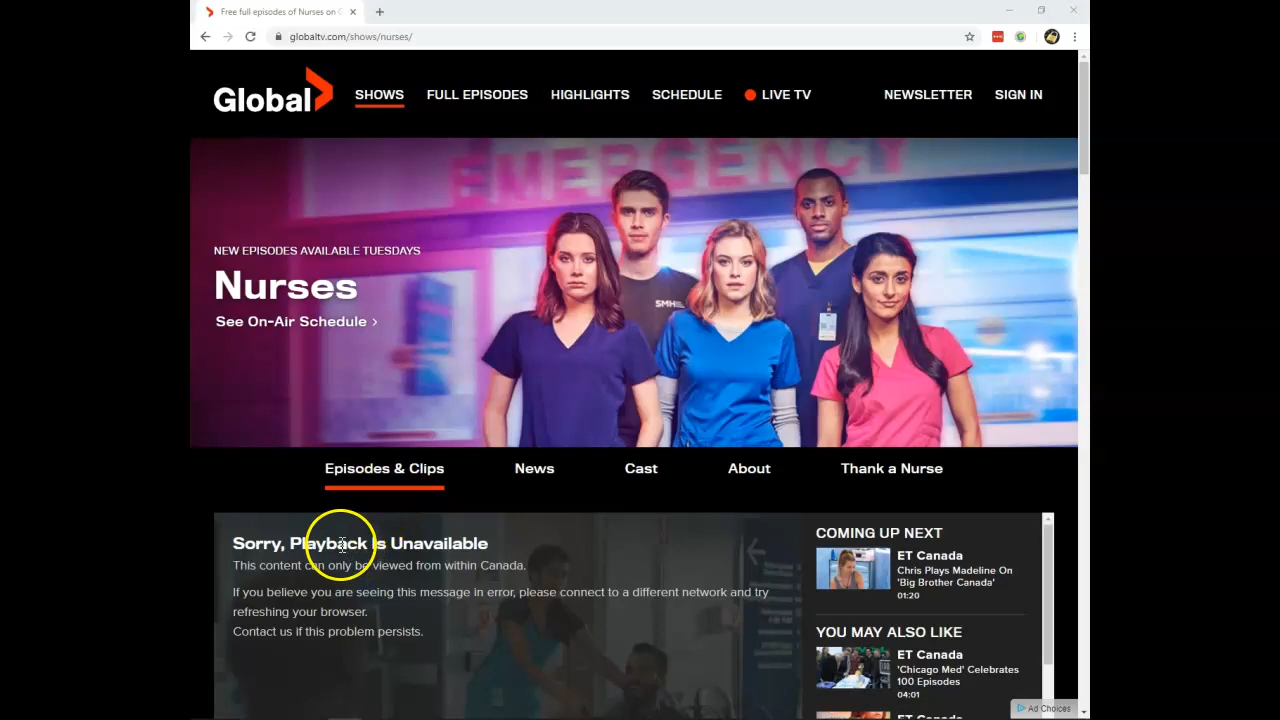 Free full episodes of Nurses on
globaltv.com/shows/nurses/
Global
SHOWS
FULL EPISODES
HIGHLIGHTS
SCHEDULE
LIVE TV
NEWSLETTER
SIGN IN
EMERGENCY
SMH
NEW EPISODES AVAILABLE TUESDAYS
Nurses
See On-Air Schedule >
Episodes & Clips
News
Cast
About
Thank a Nurse
Sorry, Playback is Unavailable
This content can only be viewed from within Canada.
If you believe you are seeing this message in error, please connect to a different network and try
refreshing your browser.
Contact us if this problem persists.
COMING UP NEXT
ET Canada
Chris Plays Madeline On
'Big Brother Canada'
01:20
YOU MAY ALSO LIKE
ET Canada
'Chicago Med' Celebrates
100 Episodes
04:01
Ad Choices